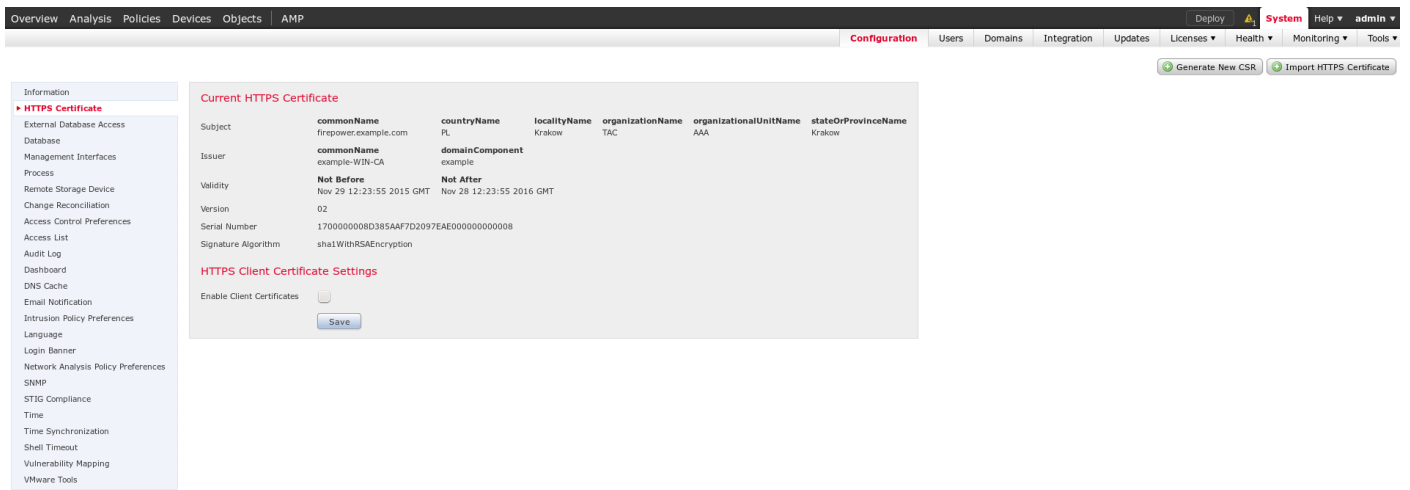 Overview Analysis Policies Devices Objects AMP Deploy 1 System Help ▾ admin ▾
Configuration Users Domains Integration Updates Licenses ▾ Health ▾ Monitoring ▾ Tools ▾
Generate New CSR Import HTTPS Certificate
Information
HTTPS Certificate
External Database Access
Database
Management Interfaces
Process
Remote Storage Device
Change Reconciliation
Access Control Preferences
Access List
Audit Log
Dashboard
DNS Cache
Email Notification
Intrusion Policy Preferences
Language
Login Banner
Network Analysis Policy Preferences
SNMP
STIG Compliance
Time
Time Synchronization
Shell Timeout
Vulnerability Mapping
VMware Tools
Current HTTPS Certificate
commonName countryName localityName organizationName organizationalUnitName stateOrProvinceName
Subject
firepower.example.com PL Krakow TAC AAA Krakow
commonName domainComponent
Issuer
example-WIN-CA example
Not Before Not After
Validity
Nov 29 12:23:55 2015 GMT Nov 28 12:23:55 2016 GMT
Version 02
Serial Number 1700000008D385AAF7D2097EAE000000000008
Signature Algorithm sha1WithRSAEncryption
HTTPS Client Certificate Settings
Enable Client Certificates
Save